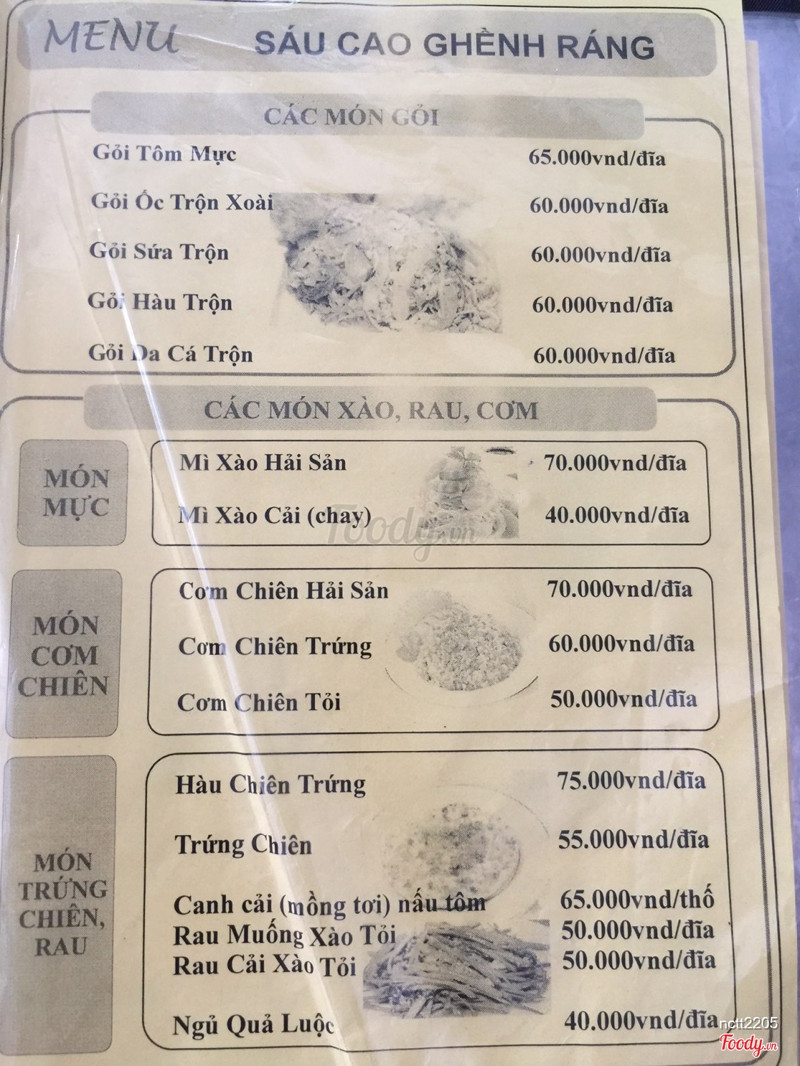 MENU SÁU CAO GHỀNH RÁNG
CÁC MÓN GỎI
Gỏi Tôm Mực 65.000vnd/đĩa
Gỏi Ốc Trộn Xoài 60.000vnd/đĩa
Gỏi Sứa Trộn 60.000vnd/đĩa
Gỏi Hàu Trộn 60.000vnd/đĩa
Gỏi Da Cá Trộn 60.000vnd/đĩa
CÁC MÓN XÀO, RAU, CƠM
MÓN
MỰC
Mì Xào Hải Sản 70.000vnd/đĩa
Mì Xào Cải (chay) 40.000vnd/đĩa
Foody.vn
MÓN
CƠM
CHIÊN
Cơm Chiên Hải Sản 70.000vnd/đĩa
Cơm Chiên Trứng 60.000vnd/đĩa
Cơm Chiên Tỏi 50.000vnd/đĩa
MÓN
TRỨNG
CHIÊN,
RAU
Hàu Chiên Trứng 75.000vnd/đĩa
Trứng Chiên 55.000vnd/đĩa
Canh cải (mồng tơi) nấu tôm 65.000vnd/thố
Rau Muống Xào Tỏi 50.000vnd/đĩa
Rau Cải Xào Tỏi 50.000vnd/đĩa
Ngủ Quả Luộc 40.000vnd/đĩa
nctt2205
Foody.vn